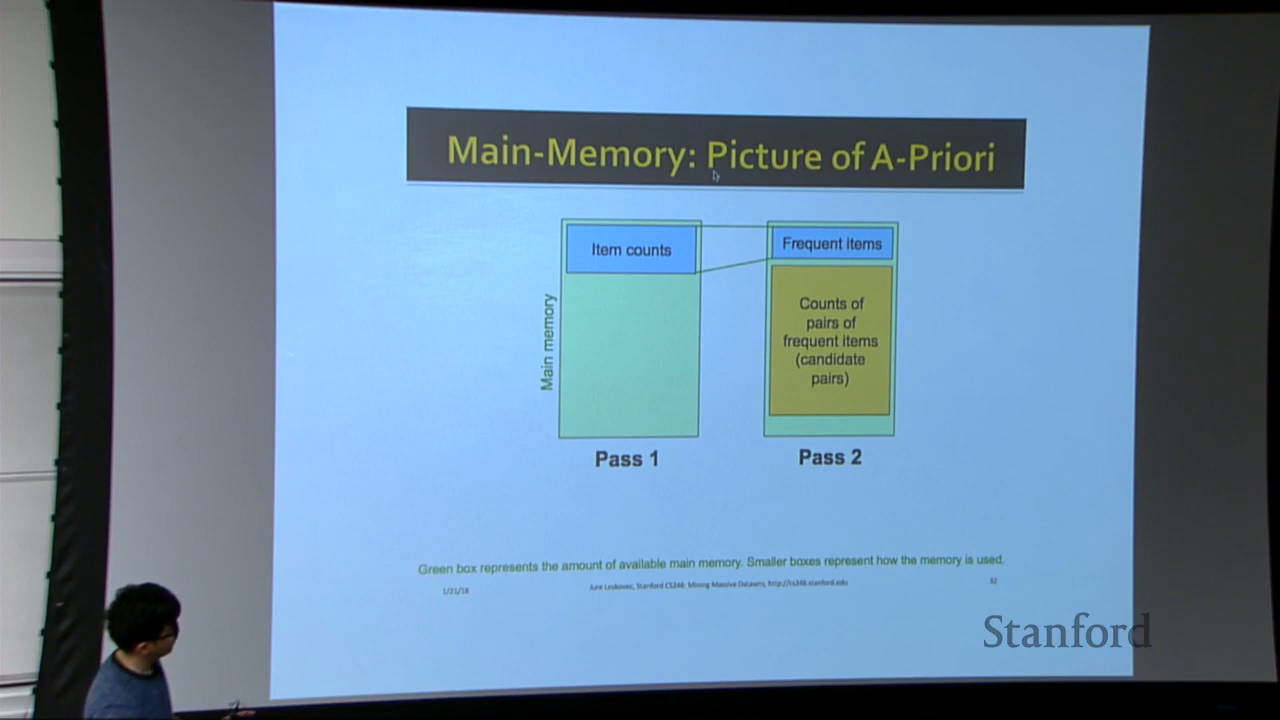 Main-Memory: Picture of A-Priori
Main memory
Item counts
Frequent items
Counts of
pairs of
frequent items
(candidate
pairs)
Pass 1
Pass 2
Green box represents the amount of available main memory. Smaller boxes represent how the memory is used.
1/21/18
Jure Leskovec, Stanford CS246: Mining Massive Datasets, http://cs246.stanford.edu
52
Stanford